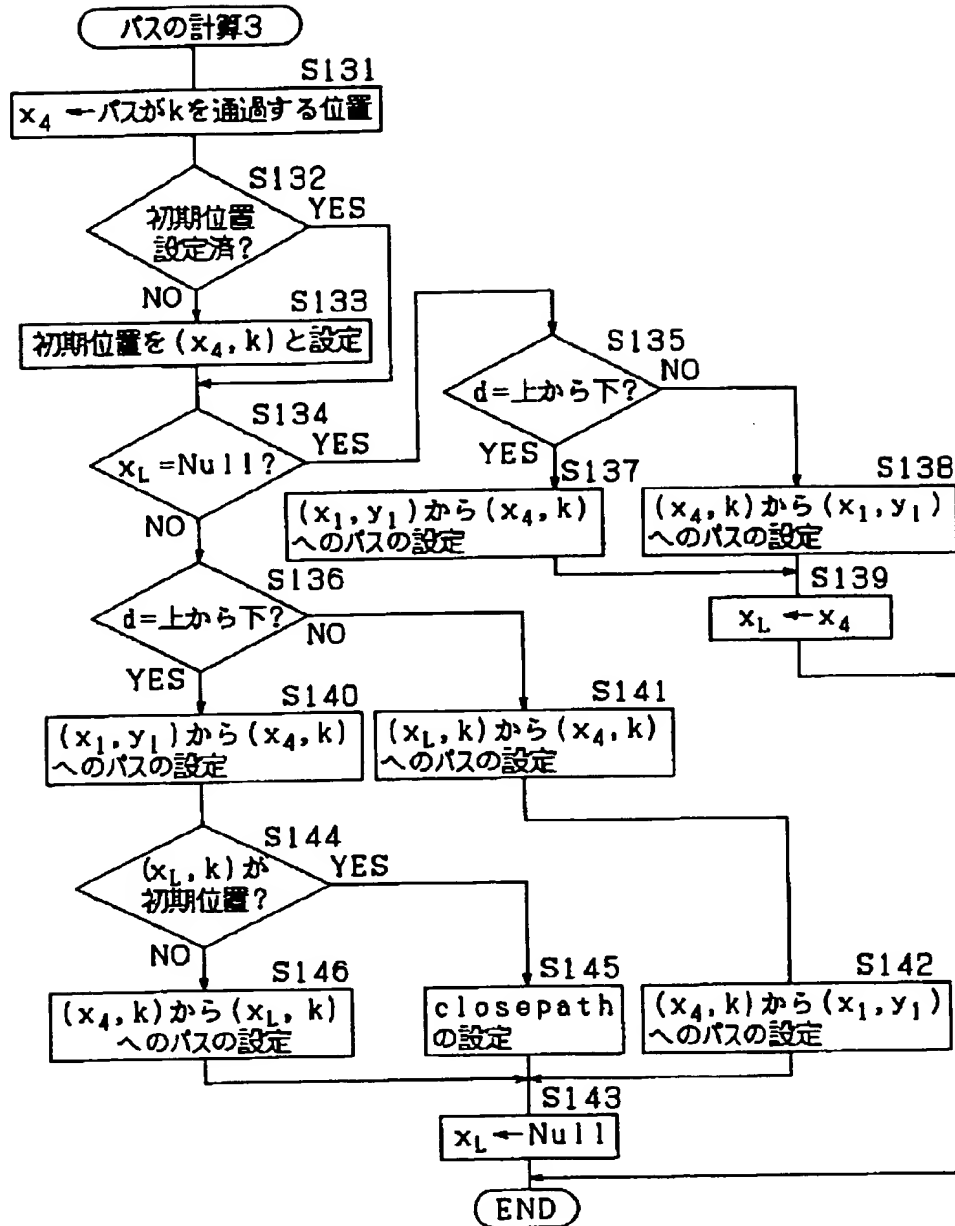 パスの計算3
S131
x4 ←パスがkを通過する位置
S132
初期位置
設定済?
YES
NO
S133
初期位置を(x4, k)と設定
S134
xL=Null?
YES
NO
S135
d=上から下?
NO
YES
S137
(x1, y1)から(x4, k)
へのパスの設定
S138
(x4, k)から(x1, y1)
へのパスの設定
S139
xL ←x4
S136
d=上から下?
NO
YES
S140
(x1, y1)から(x4, k)
へのパスの設定
S141
(xL, k)から(x4, k)
へのパスの設定
S144
(xL, k)が
初期位置?
YES
NO
S146
(x4, k)から(xL, k)
へのパスの設定
S145
closepath
の設定
S142
(x4, k)から(x1, y1)
へのパスの設定
S143
xL←Null
END